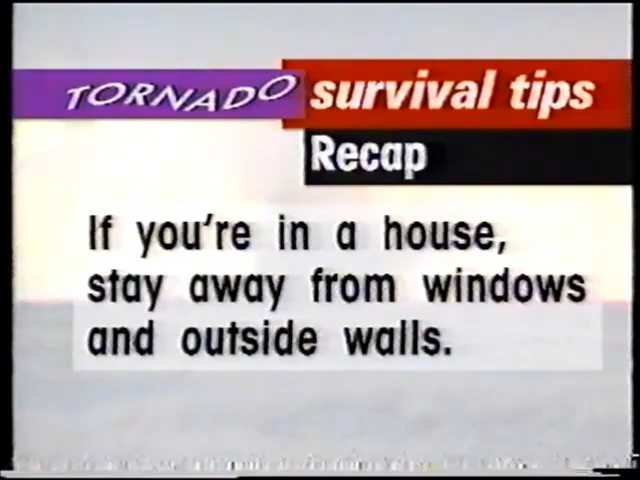 TORNADO survival tips
Recap
If you're in a house,
stay away from windows
and outside walls.